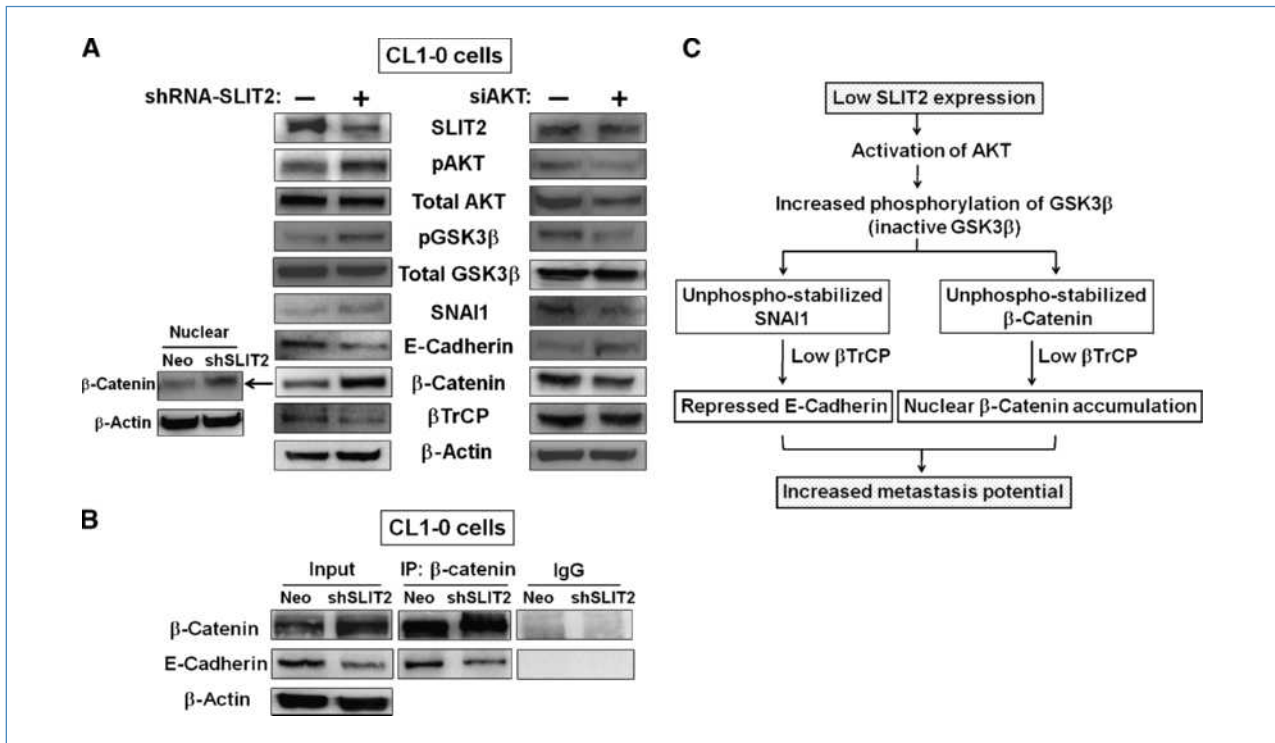 A
CL1-0 cells
shRNA-SLIT2: − +
siAKT: − +
SLIT2
pAKT
Total AKT
pGSK3β
Total GSK3β
SNAI1
E-Cadherin
β-Catenin
βTrCP
β-Actin
Nuclear
Neo shSLIT2
β-Catenin
β-Actin
B
CL1-0 cells
Input IP: β-catenin IgG
Neo shSLIT2 Neo shSLIT2 Neo shSLIT2
β-Catenin
E-Cadherin
β-Actin
C
Low SLIT2 expression
Activation of AKT
Increased phosphorylation of GSK3β
(inactive GSK3β)
Unphospho-stabilized
SNAI1
Unphospho-stabilized
β-Catenin
Low βTrCP
Low βTrCP
Repressed E-Cadherin
Nuclear β-Catenin accumulation
Increased metastasis potential